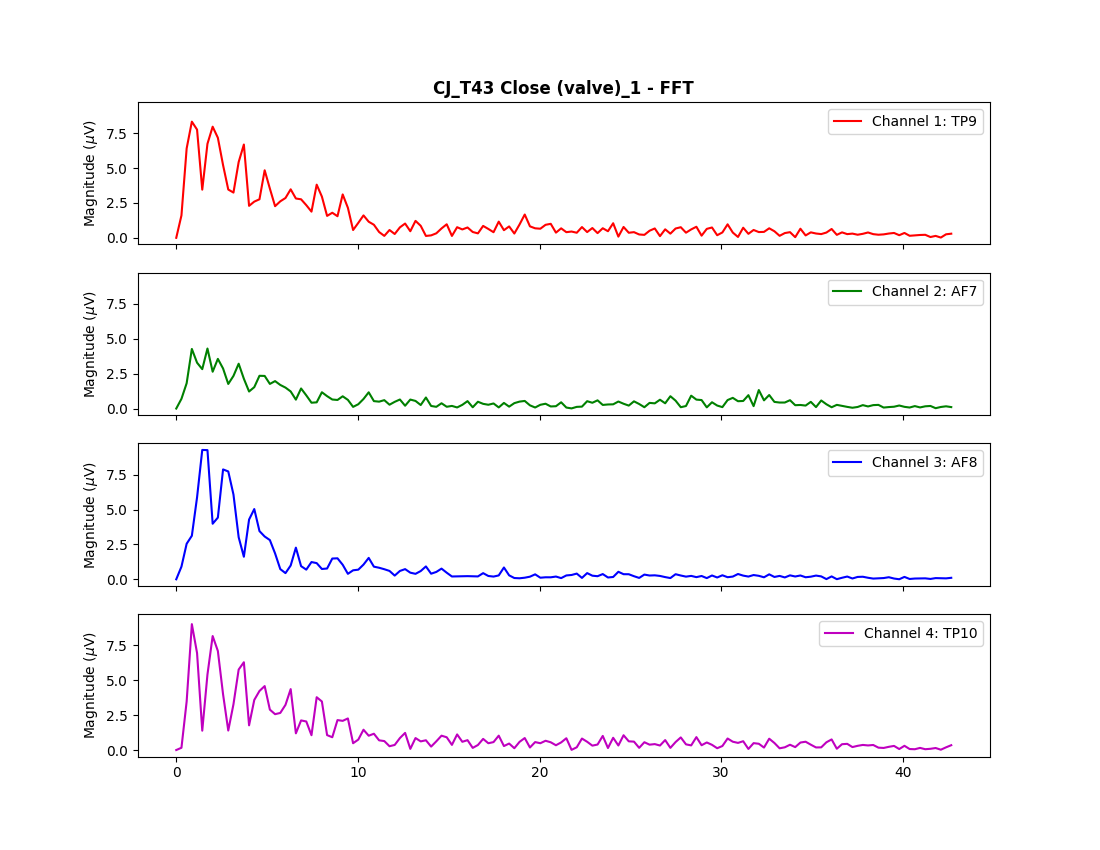 CJ_T43 Close (valve)_1 - FFT
Magnitude (μV)
7.5
5.0
2.5
0.0
Channel 1: TP9
Magnitude (μV)
7.5
5.0
2.5
0.0
Channel 2: AF7
Magnitude (μV)
7.5
5.0
2.5
0.0
Channel 3: AF8
Magnitude (μV)
7.5
5.0
2.5
0.0
Channel 4: TP10
0 10 20 30 40